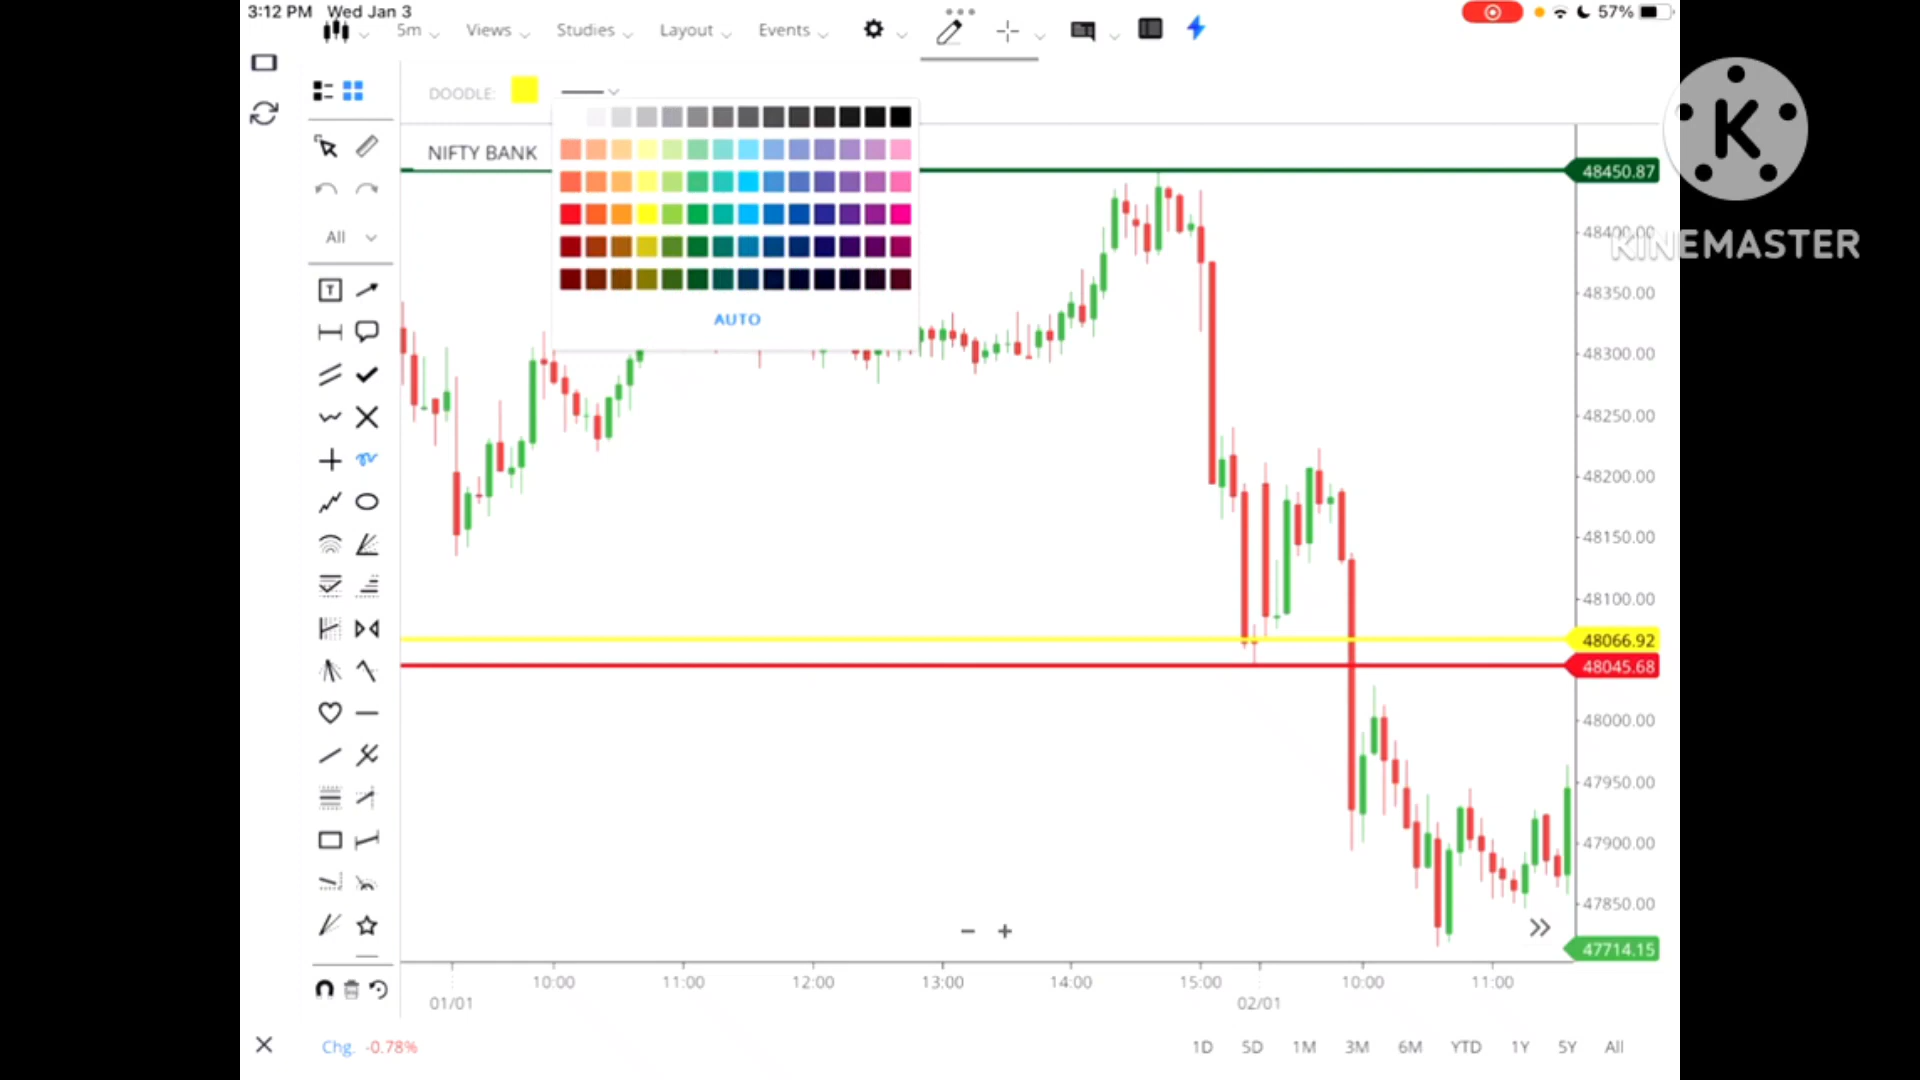 3:12 PM Wed Jan 3
57%
5m Views Studies Layout Events
DOODLE:
NIFTY BANK
AUTO
All
T
K
KINEMASTER
48450.87
48400.00
48350.00
48300.00
48250.00
48200.00
48150.00
48100.00
48066.92
48045.68
48000.00
47950.00
47900.00
47850.00
47714.15
10:00 11:00 12:00 13:00 14:00 15:00 10:00 11:00
01/01 02/01
Chg. -0.78%
1D 5D 1M 3M 6M YTD 1Y 5Y All